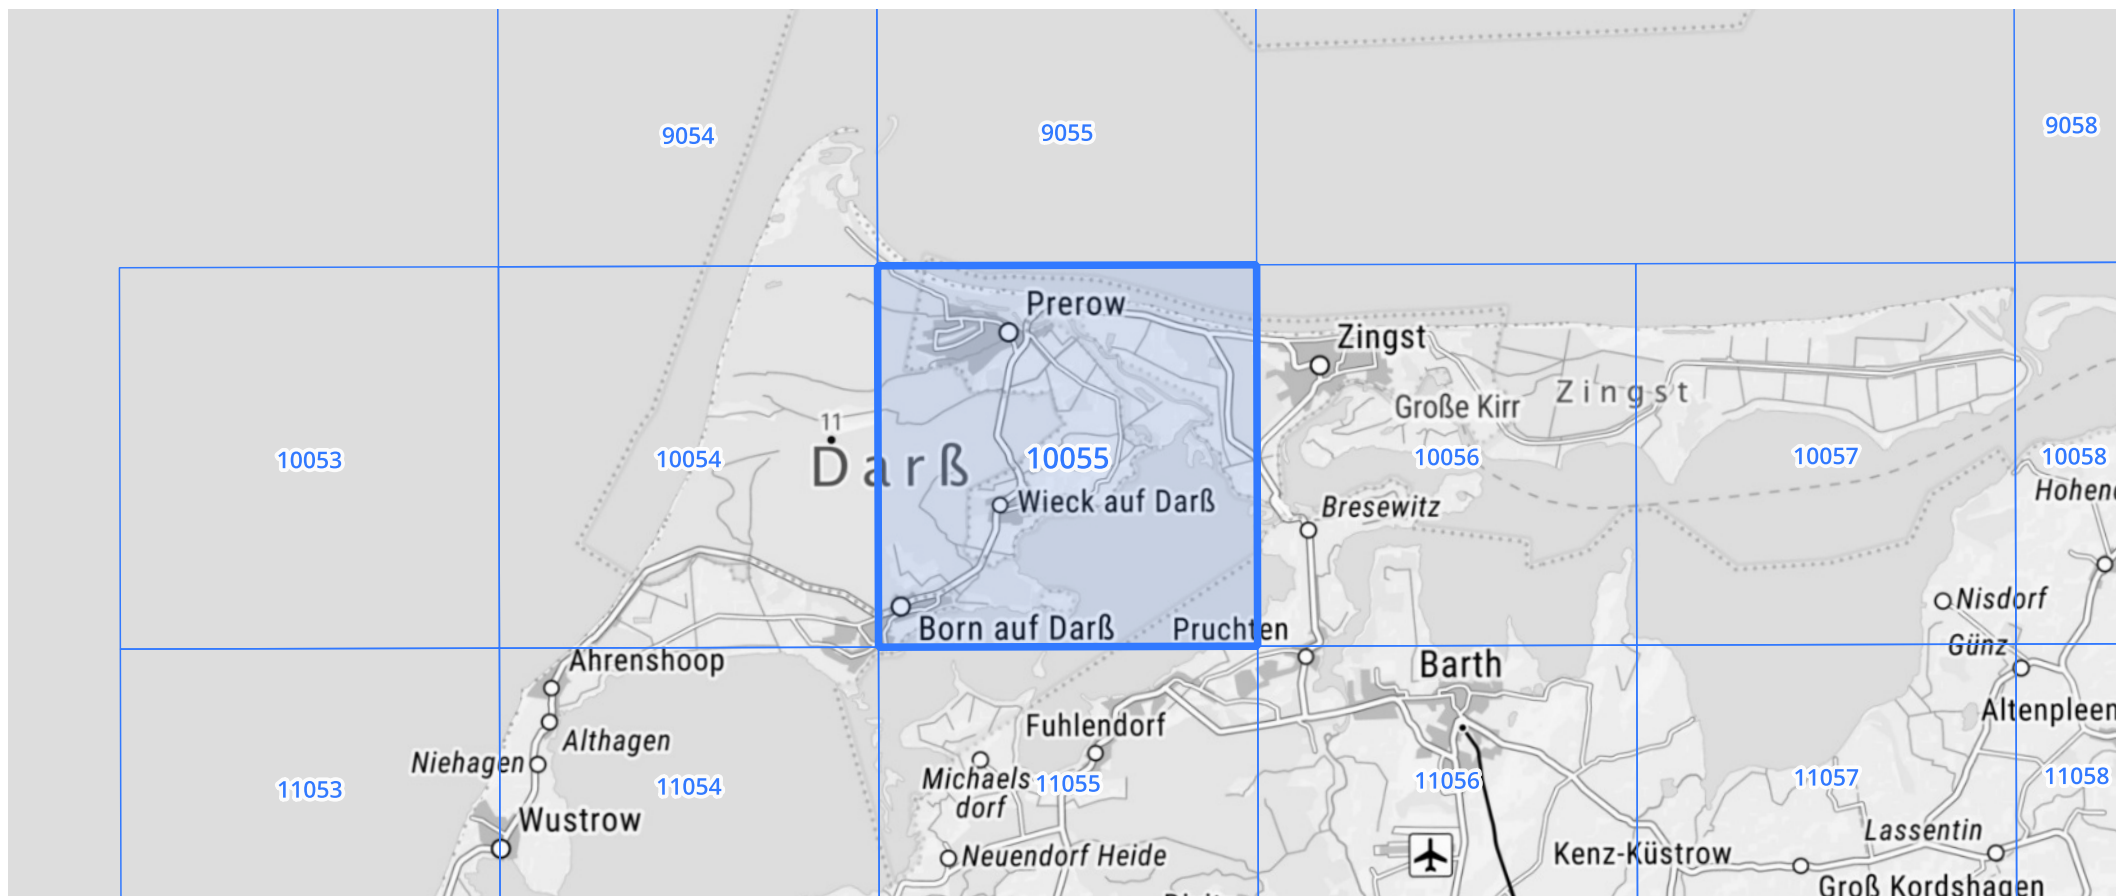 9054
9055
9058
Prerow
Zingst
Zingst
Große Kirr
11
Darß
10053
10054
10055
10056
10057
10058
Wieck auf Darß
Bresewitz
Nisdorf
Günz
Born auf Darß
Pruchten
Ahrenshoop
Barth
Althagen
Fuhlendorf
Altenpleen
Niehagen
Michaels
dorf
11053
11054
11055
11056
11057
11058
Wustrow
Lassentin
Neuendorf Heide
Kenz-Küstrow
Groß Kordshagen